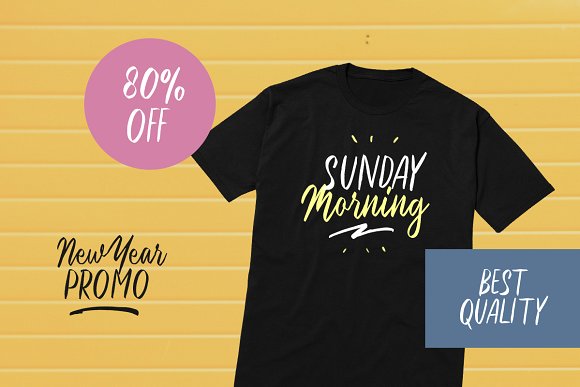 80%
OFF
SUNDAY
Morning
New Year
PROMO
BEST
QUALITY